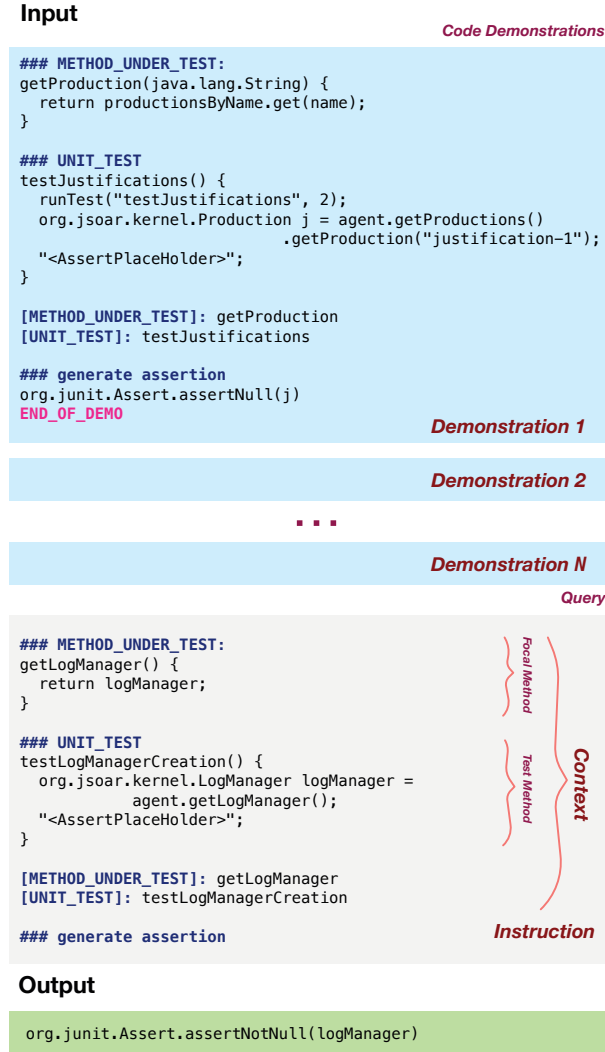 Input
Code Demonstrations
### METHOD_UNDER_TEST:
getProduction(java.lang.String) {
  return productionsByName.get(name);
}
### UNIT_TEST
testJustifications() {
  runTest("testJustifications", 2);
  org.jsoar.kernel.Production j = agent.getProductions()
                          .getProduction("justification-1");
  "<AssertPlaceHolder>";
}
[METHOD_UNDER_TEST]: getProduction
[UNIT_TEST]: testJustifications
### generate assertion
org.junit.Assert.assertNull(j)
END_OF_DEMO
Demonstration 1
Demonstration 2
...
Demonstration N
Query
### METHOD_UNDER_TEST:
getLogManager() {
  return logManager;
}
Focal Method
### UNIT_TEST
testLogManagerCreation() {
  org.jsoar.kernel.LogManager logManager =
           agent.getLogManager();
  "<AssertPlaceHolder>";
}
Test Method
Context
[METHOD_UNDER_TEST]: getLogManager
[UNIT_TEST]: testLogManagerCreation
### generate assertion
Instruction
Output
org.junit.Assert.assertNotNull(logManager)